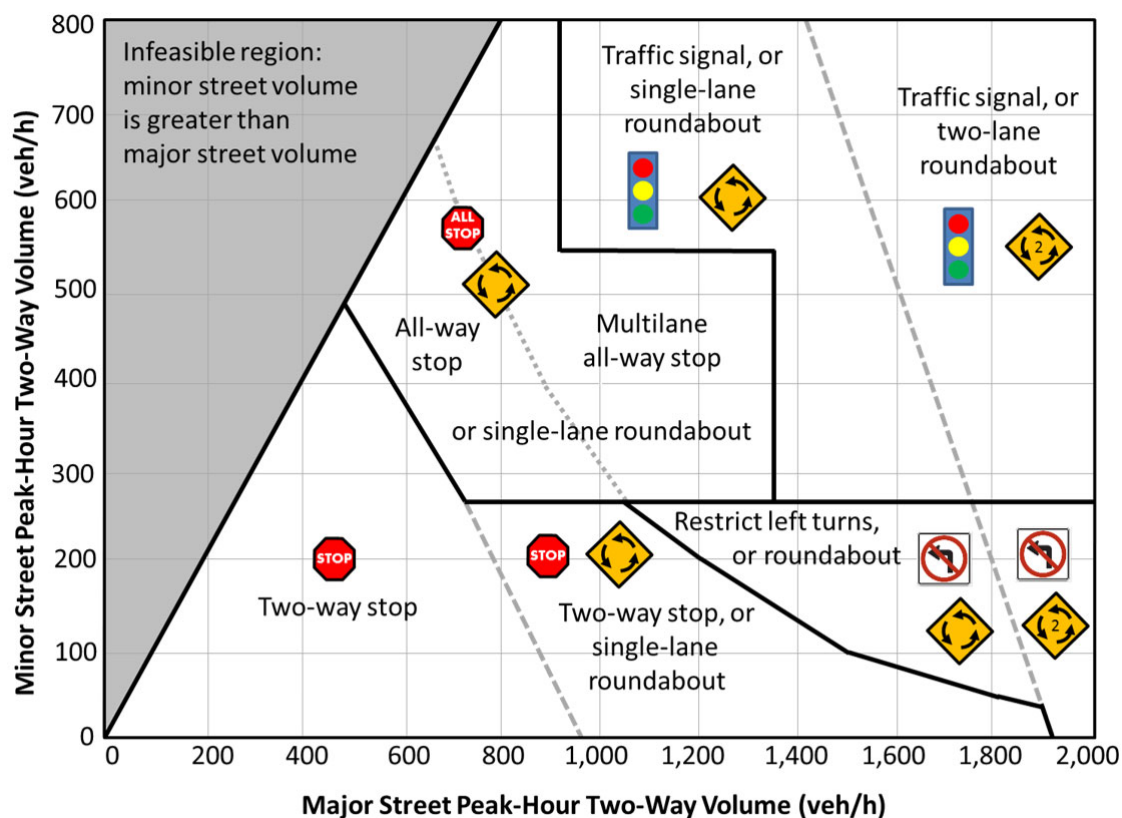 800
700
600
500
400
300
200
100
0
Minor Street Peak-Hour Two-Way Volume (veh/h)
Infeasible region:
minor street volume
is greater than
major street volume
Traffic signal, or
single-lane
roundabout
Traffic signal, or
two-lane
roundabout
2
ALL
STOP
All-way
stop
Multilane
all-way stop
or single-lane roundabout
STOP
Two-way stop
STOP
Two-way stop, or
single-lane
roundabout
Restrict left turns,
or roundabout
2
0
200
400
600
800
1,000
1,200
1,400
1,600
1,800
2,000
Major Street Peak-Hour Two-Way Volume (veh/h)